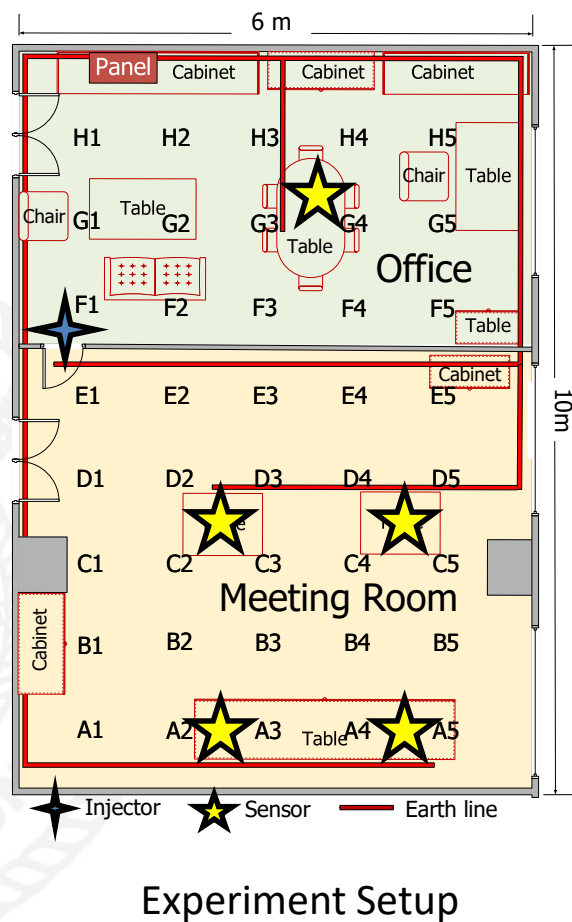 6 m
Panel
Cabinet
Cabinet
Cabinet
H1 H2 H3 H4 H5
Chair
Table
Chair
Table
G1 G2 G3 G4 G5
Table
Office
F1 F2 F3 F4 F5
Table
Cabinet
E1 E2 E3 E4 E5
10m
D1 D2 D3 D4 D5
C1 C2 C3 C4 C5
Meeting Room
Cabinet
B1 B2 B3 B4 B5
A1 A2 A3 A4 A5
Table
Injector Sensor Earth line
Experiment Setup